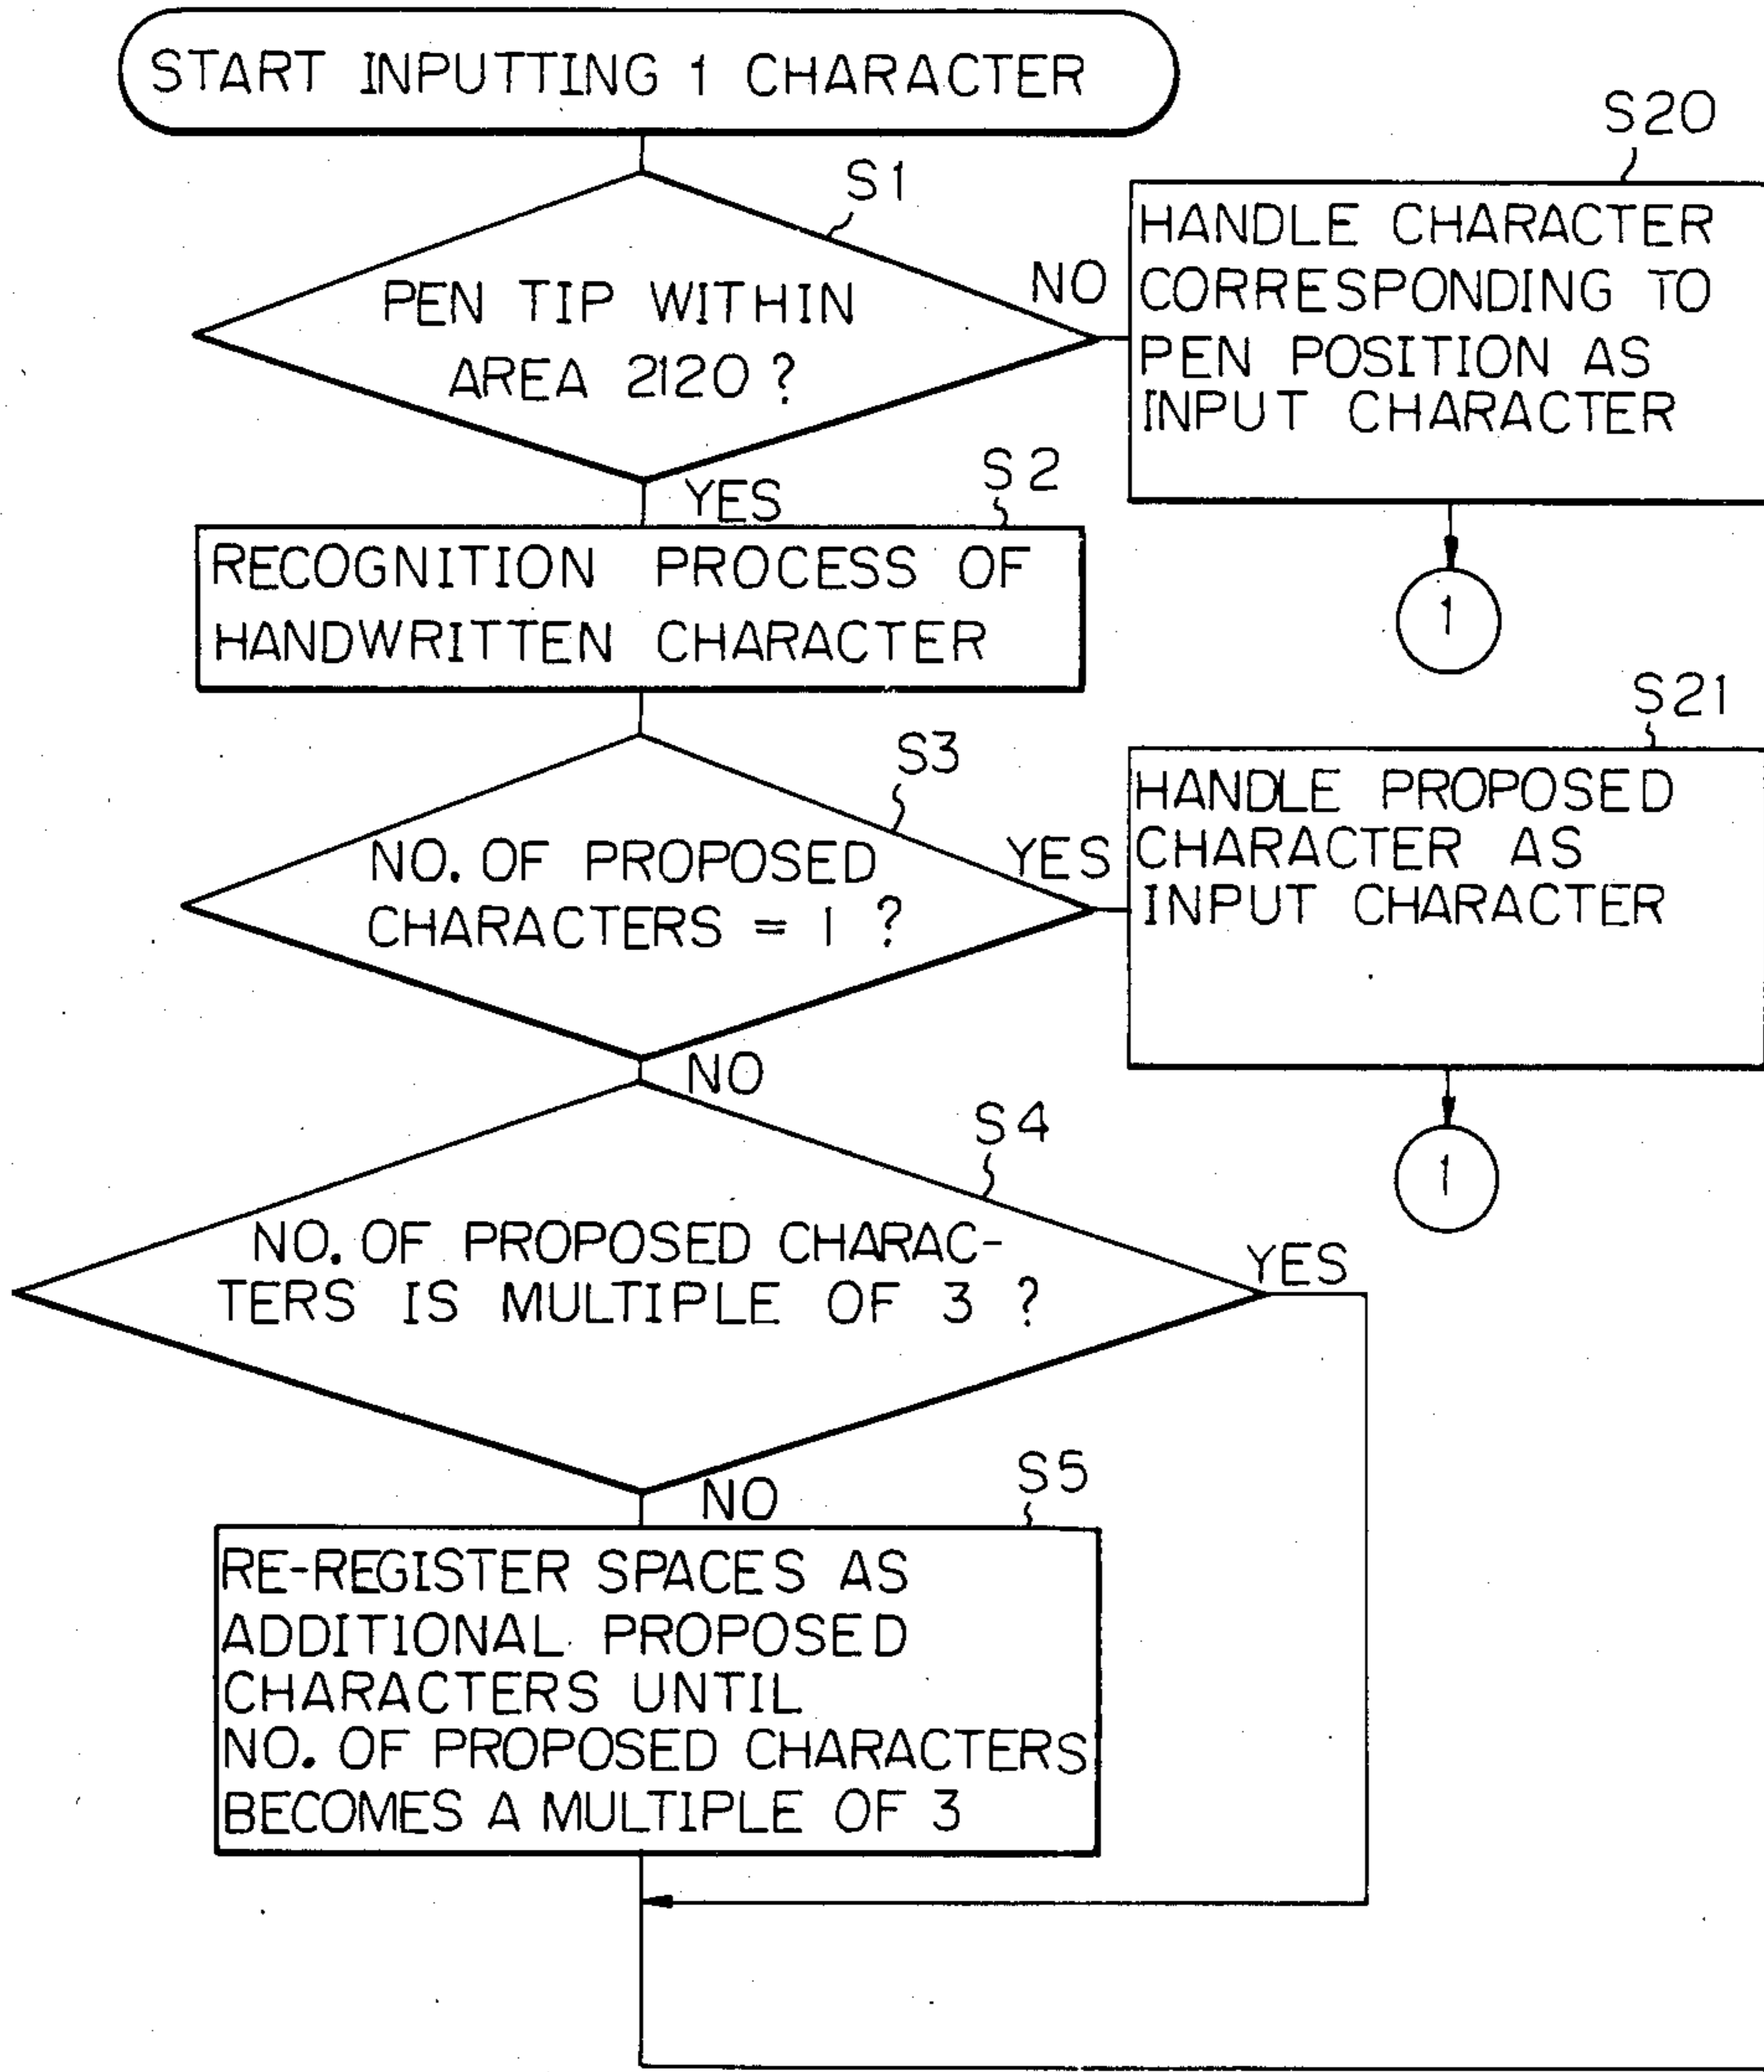 START INPUTTING 1 CHARACTER
S1
PEN TIP WITHIN
AREA 2120 ?
NO
S20
HANDLE CHARACTER
CORRESPONDING TO
PEN POSITION AS
INPUT CHARACTER
1
YES
S2
RECOGNITION PROCESS OF
HANDWRITTEN CHARACTER
S3
NO. OF PROPOSED
CHARACTERS = 1 ?
YES
S21
HANDLE PROPOSED
CHARACTER AS
INPUT CHARACTER
1
NO
S4
NO. OF PROPOSED CHARAC-
TERS IS MULTIPLE OF 3 ?
YES
NO
S5
RE-REGISTER SPACES AS
ADDITIONAL PROPOSED
CHARACTERS UNTIL
NO. OF PROPOSED CHARACTERS
BECOMES A MULTIPLE OF 3